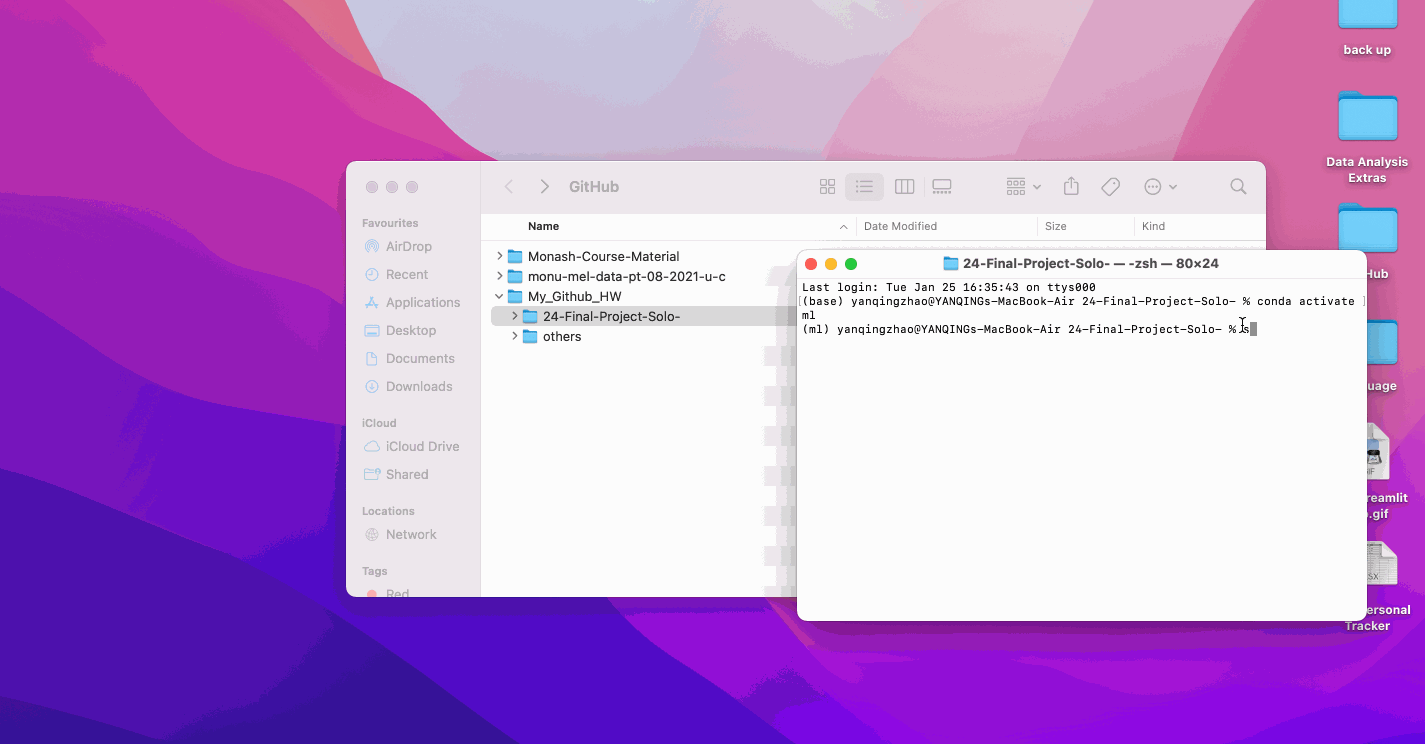 back up
Data Analysis
Extras
Hub
uage
reamlit
.gif
ersonal
Tracker
GitHub
Favourites
AirDrop
Recent
Applications
Desktop
Documents
Downloads
iCloud
iCloud Drive
Shared
Locations
Network
Tags
Red
Name Date Modified Size Kind
Monash-Course-Material
monu-mel-data-pt-08-2021-u-c
My_Github_HW
24-Final-Project-Solo-
others
24-Final-Project-Solo- — -zsh — 80×24
Last login: Tue Jan 25 16:35:43 on ttys000
[(base) yanqingzhao@YANQINGs-MacBook-Air 24-Final-Project-Solo- % conda activate ]
ml
(ml) yanqingzhao@YANQINGs-MacBook-Air 24-Final-Project-Solo- %